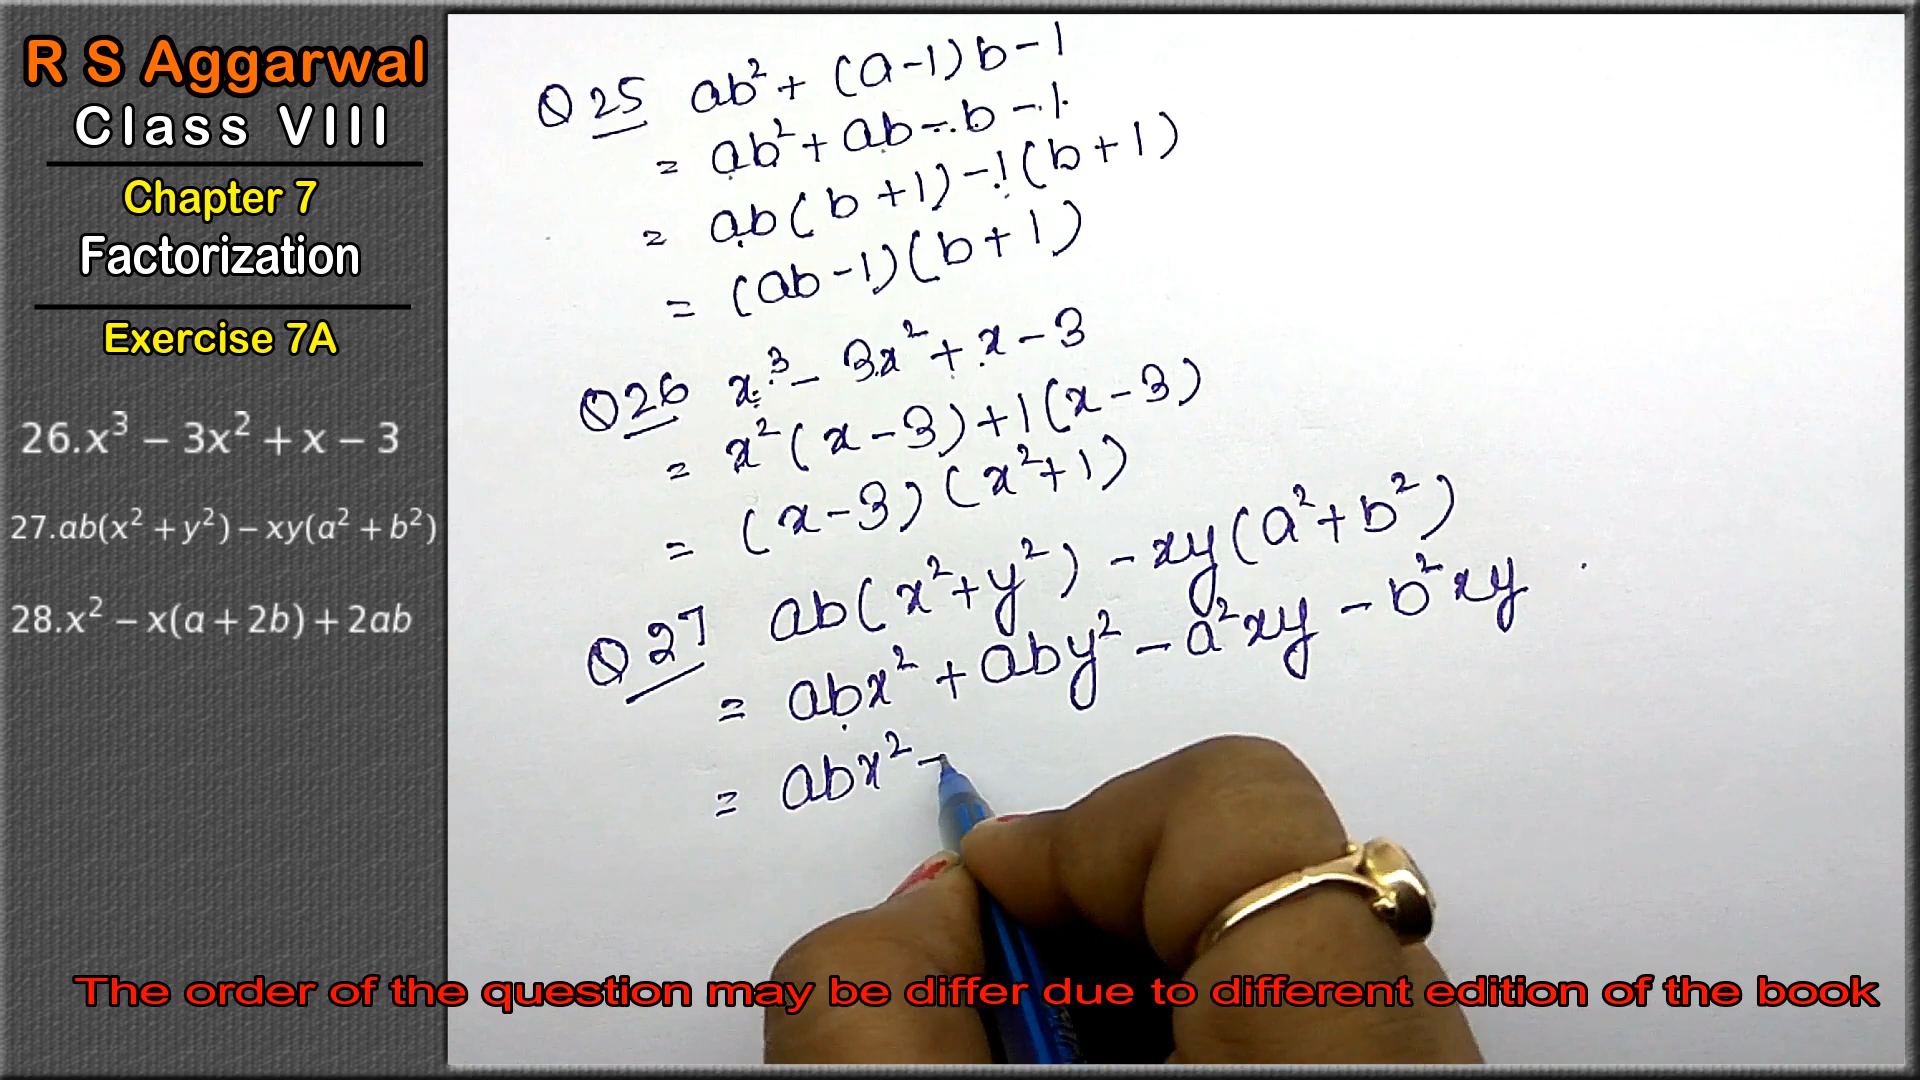 R S Aggarwal
Class VIII
Chapter 7
Factorization
Exercise 7A
26.x³ – 3x² + x – 3
27.ab(x² + y²) – xy(a² + b²)
28.x² – x(a + 2b) + 2ab
Q 25 ab² + (a-1) b - 1
= ab² + ab - b - 1
= ab(b+1) - 1(b+1)
= (ab-1)(b+1)
Q26 x³ - 3x² + x - 3
= x²(x-3)+1(x-3)
= (x-3)(x²+1)
Q 27 ab(x²+y²) - xy(a²+b²)
= abx² + aby² - a²xy - b²xy
= abx² -
The order of the question may be differ due to different edition of the book